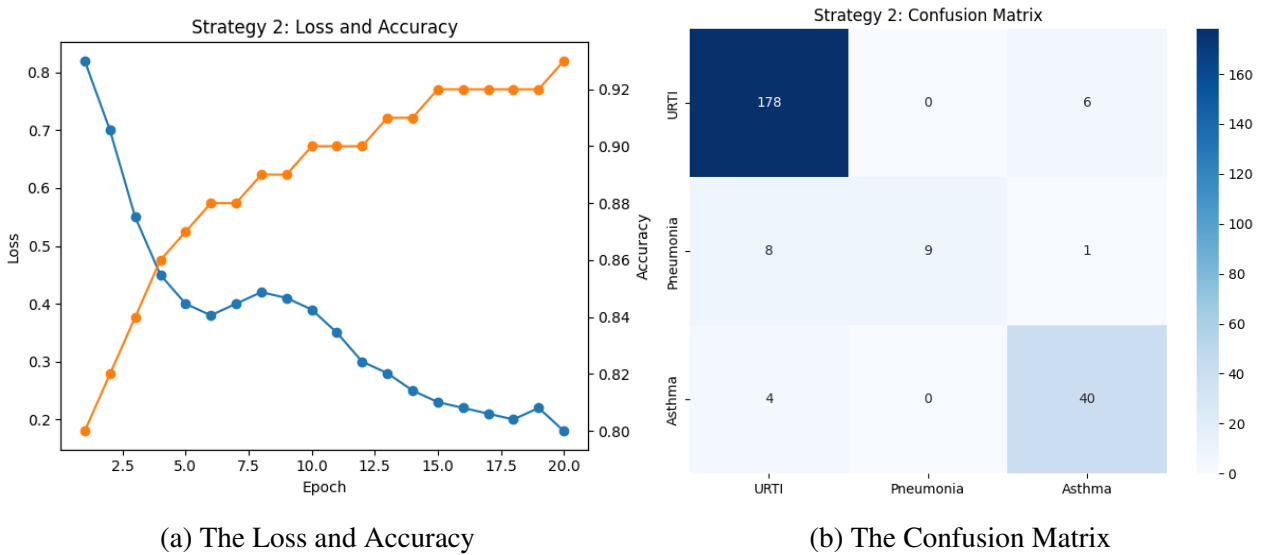 Strategy 2: Loss and Accuracy
0.8
0.7
0.6
0.5
0.4
0.3
0.2
Loss
0.92
0.90
0.88
0.86
0.84
0.82
0.80
Accuracy
2.5 5.0 7.5 10.0 12.5 15.0 17.5 20.0
Epoch
(a) The Loss and Accuracy
Strategy 2: Confusion Matrix
URTI
178 0 6
Pneumonia
8 9 1
Asthma
4 0 40
URTI Pneumonia Asthma
160
140
120
100
80
60
40
20
0
(b) The Confusion Matrix